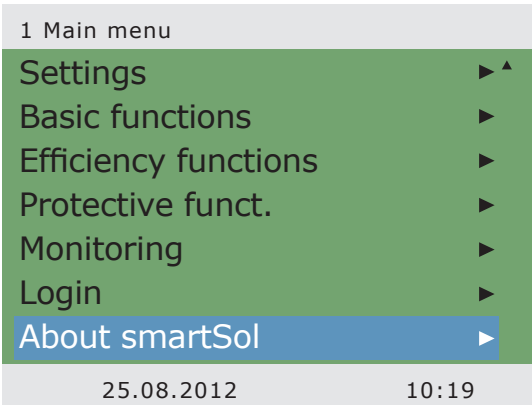 1 Main menu
Settings
Basic functions
Efficiency functions
Protective funct.
Monitoring
Login
About smartSol
25.08.2012 10:19